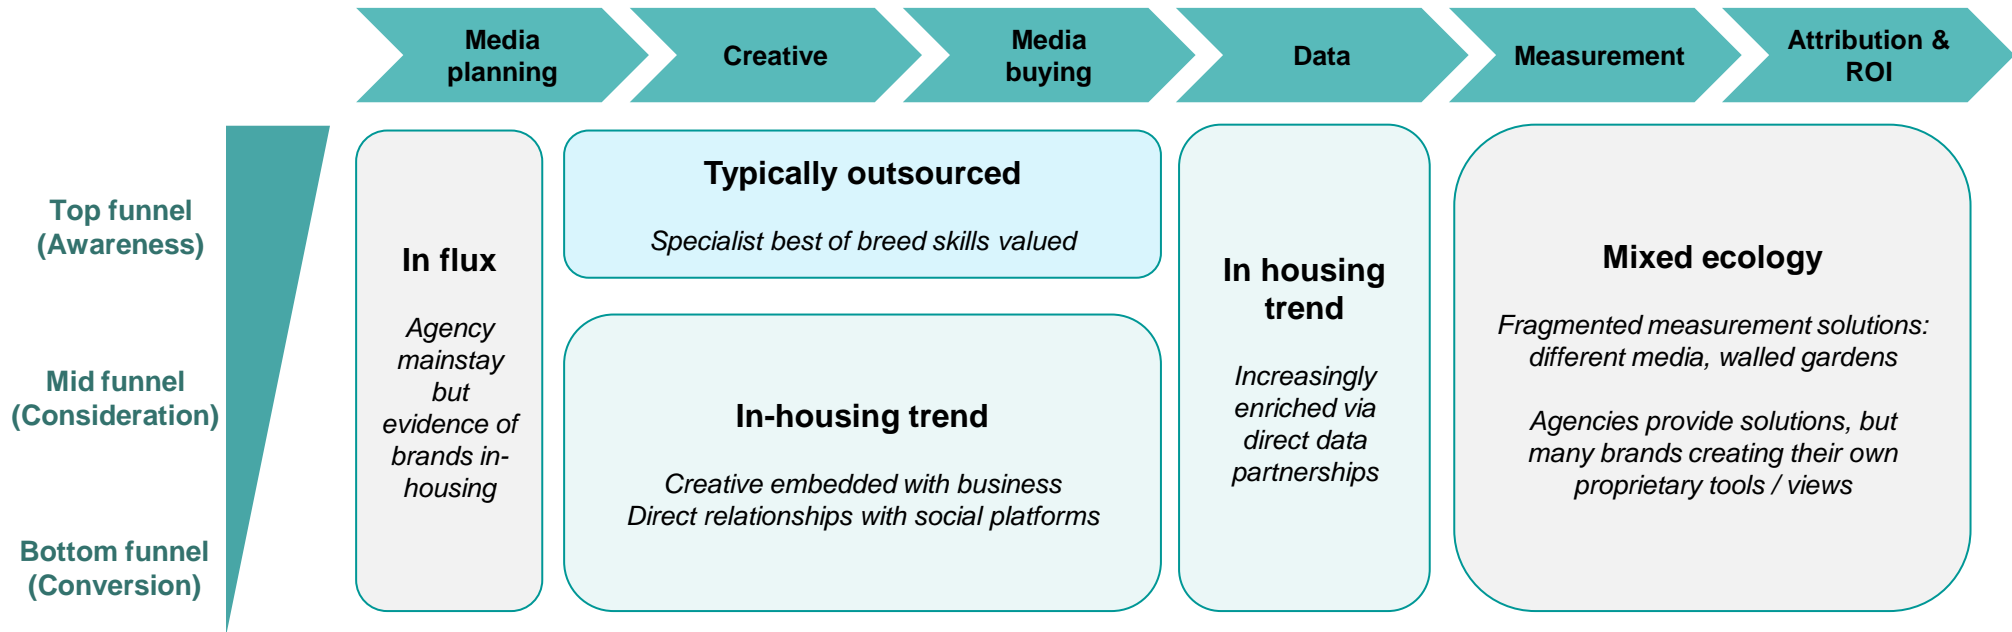 Media
planning
Creative
Media
buying
Data
Measurement
Attribution &
ROI
Top funnel
(Awareness)
Mid funnel
(Consideration)
Bottom funnel
(Conversion)
In flux
Agency
mainstay
but
evidence of
brands in-
housing
Typically outsourced
Specialist best of breed skills valued
In-housing trend
Creative embedded with business
Direct relationships with social platforms
In housing
trend
Increasingly
enriched via
direct data
partnerships
Mixed ecology
Fragmented measurement solutions:
different media, walled gardens
Agencies provide solutions, but
many brands creating their own
proprietary tools / views